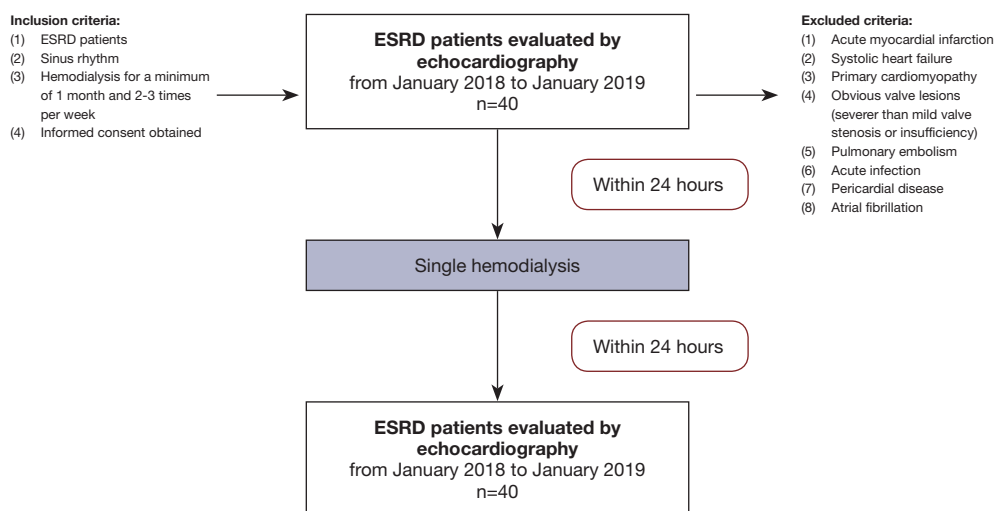 Inclusion criteria:
(1) ESRD patients
(2) Sinus rhythm
(3) Hemodialysis for a minimum
of 1 month and 2-3 times
per week
(4) Informed consent obtained
ESRD patients evaluated by
echocardiography
from January 2018 to January 2019
n=40
Excluded criteria:
(1) Acute myocardial infarction
(2) Systolic heart failure
(3) Primary cardiomyopathy
(4) Obvious valve lesions
(severer than mild valve
stenosis or insufficiency)
(5) Pulmonary embolism
(6) Acute infection
(7) Pericardial disease
(8) Atrial fibrillation
Within 24 hours
Single hemodialysis
Within 24 hours
ESRD patients evaluated by
echocardiography
from January 2018 to January 2019
n=40